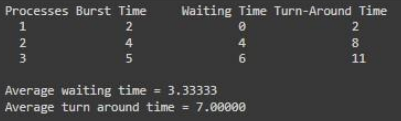 Processes Burst Time Waiting Time Turn-Around Time
1 2 0 2
2 4 4 8
3 5 6 11
Average waiting time = 3.33333
Average turn around time = 7.00000